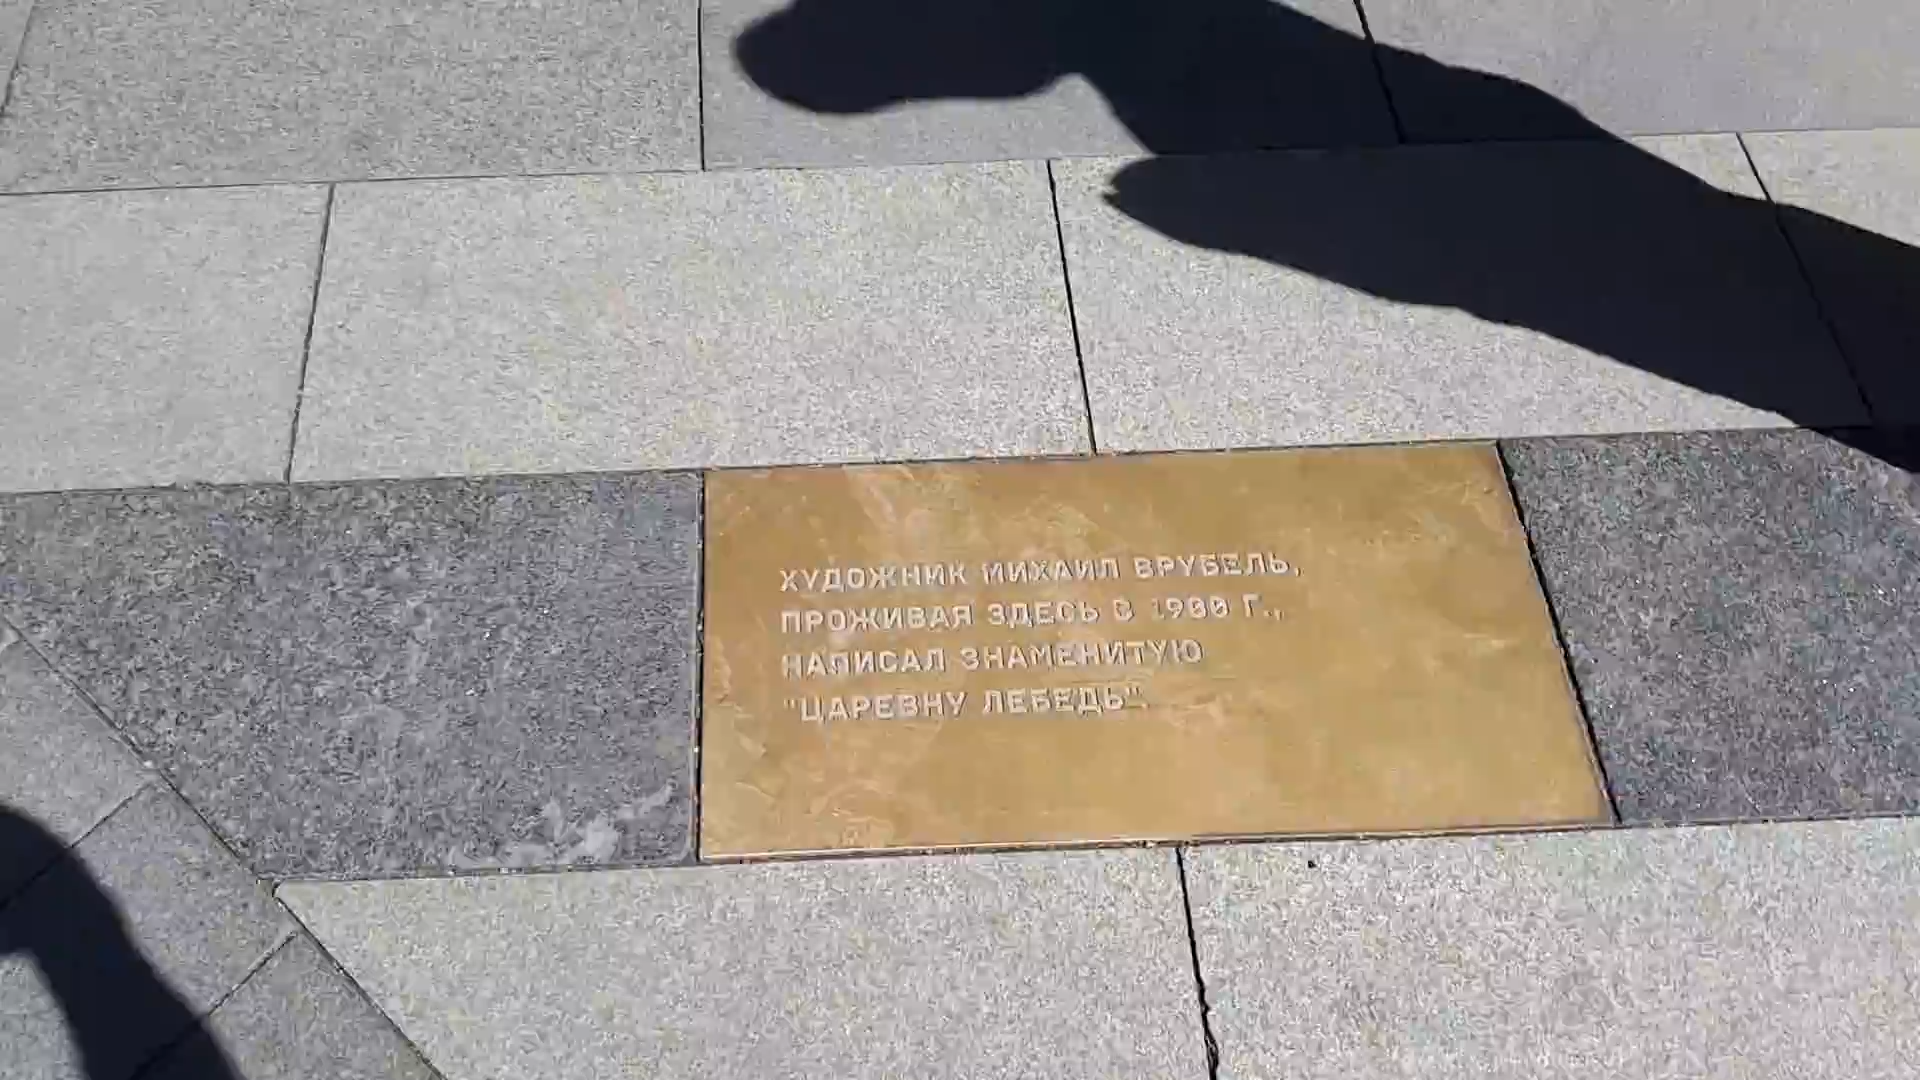 ХУДОЖНИК МИХАИЛ ВРУБЕЛЬ,
ПРОЖИВАЯ ЗДЕСЬ В 1900 Г.,
НАПИСАЛ ЗНАМЕНИТУЮ
"ЦАРЕВНУ ЛЕБЕДЬ".